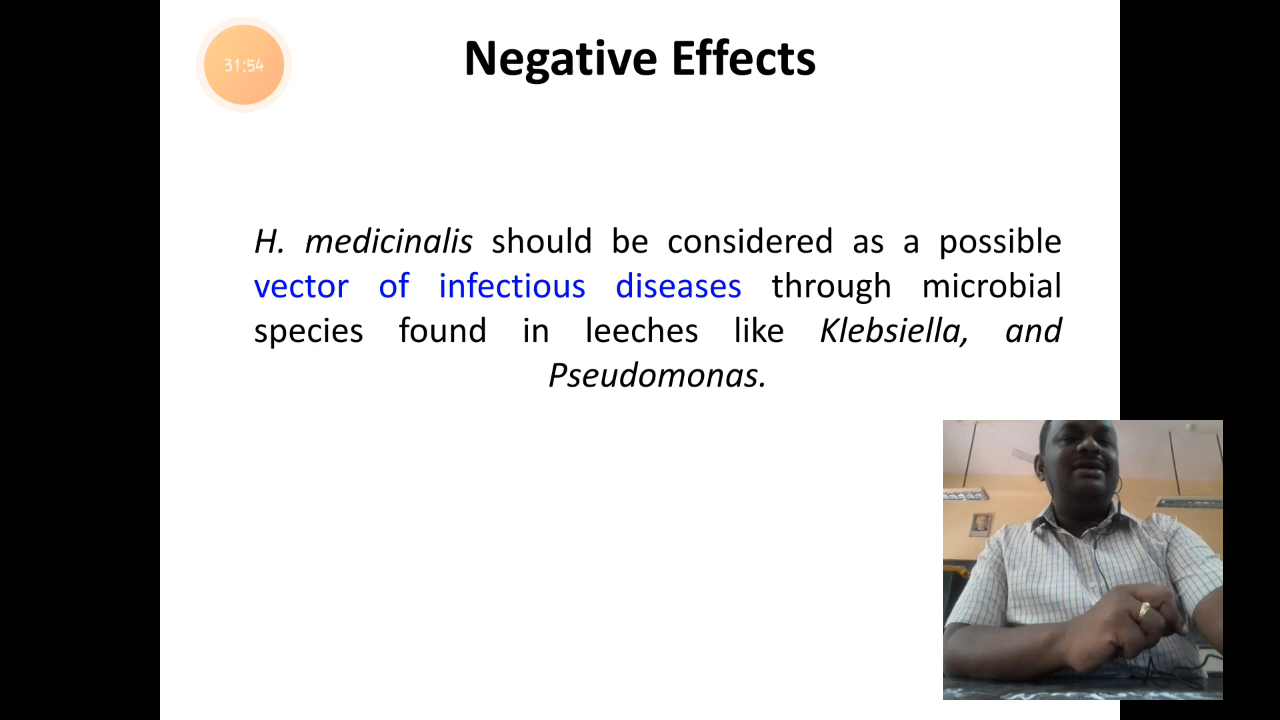 31:54
Negative Effects
H. medicinalis should be considered as a possible
vector of infectious diseases through microbial
species found in leeches like Klebsiella, and
Pseudomonas.